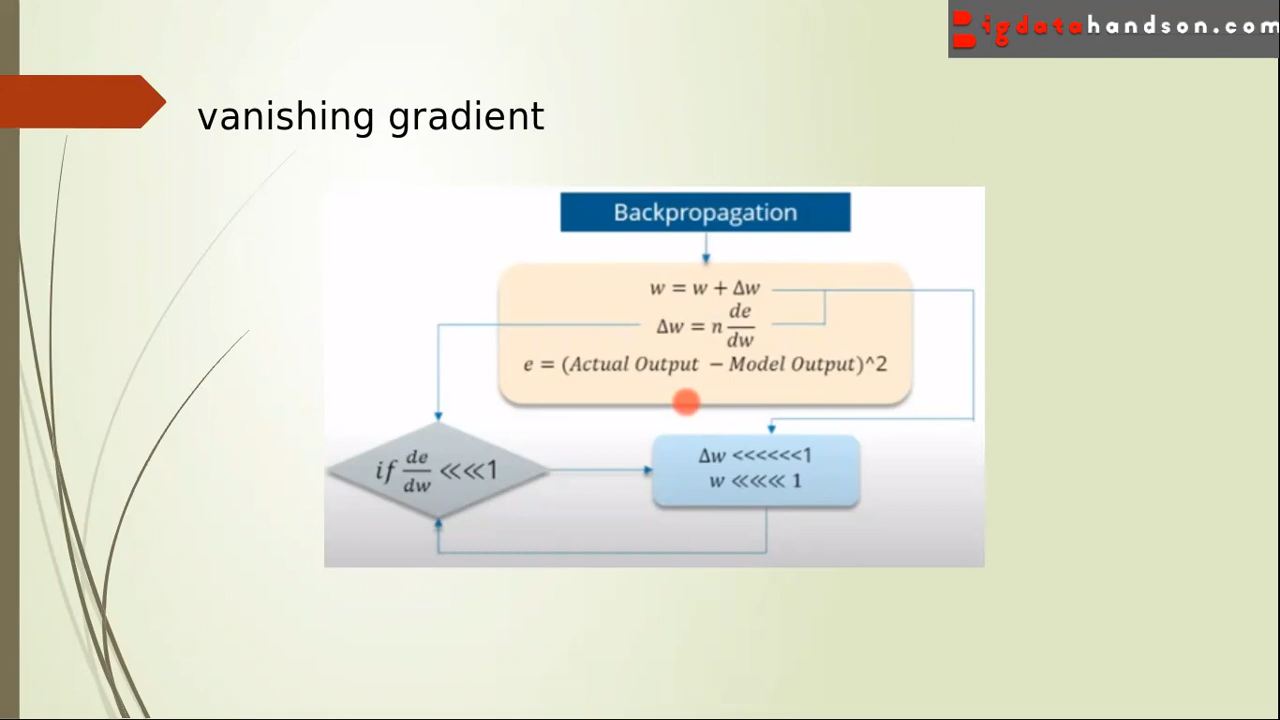 igdatahandson.com
vanishing gradient
Backpropagation
w = w + Δw
Δw = n de/dw
e = (Actual Output − Model Output)^2
if de/dw ⋘1
Δw <<<<<<1
w ⋘⋘ 1